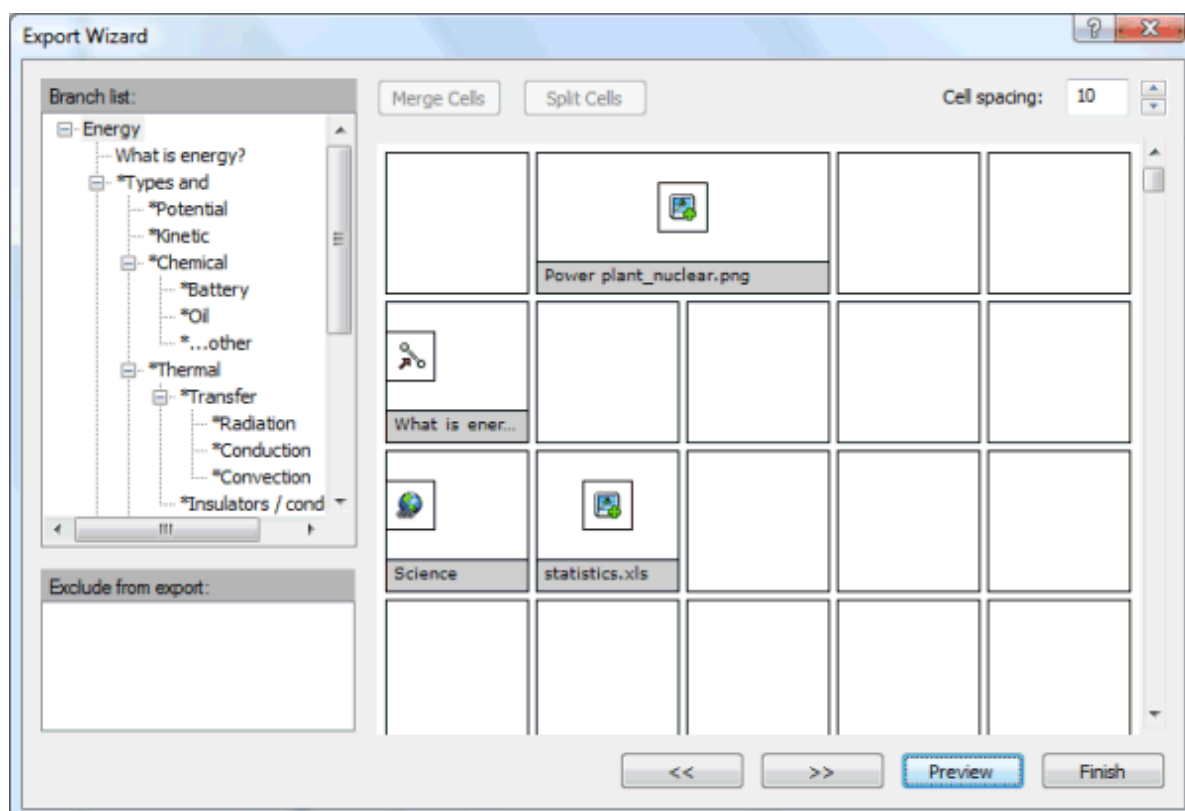 Export Wizard
Branch list:
Energy
What is energy?
*Types and
*Potential
*Kinetic
*Chemical
*Battery
*Oil
*...other
*Thermal
*Transfer
*Radiation
*Conduction
*Convection
*Insulators / cond
Exclude from export:
Merge Cells Split Cells Cell spacing: 10
Power plant_nuclear.png
What is ener...
Science statistics.xls
<< >> Preview Finish